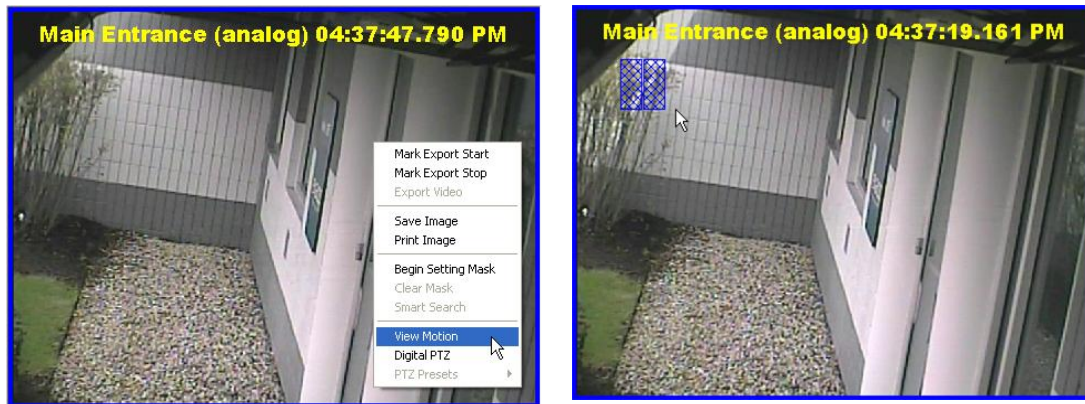 Main Entrance (analog) 04:37:47.790 PM
Mark Export Start
Mark Export Stop
Export Video
Save Image
Print Image
Begin Setting Mask
Clear Mask
Smart Search
View Motion
Digital PTZ
PTZ Presets
Main Entrance (analog) 04:37:19.161 PM